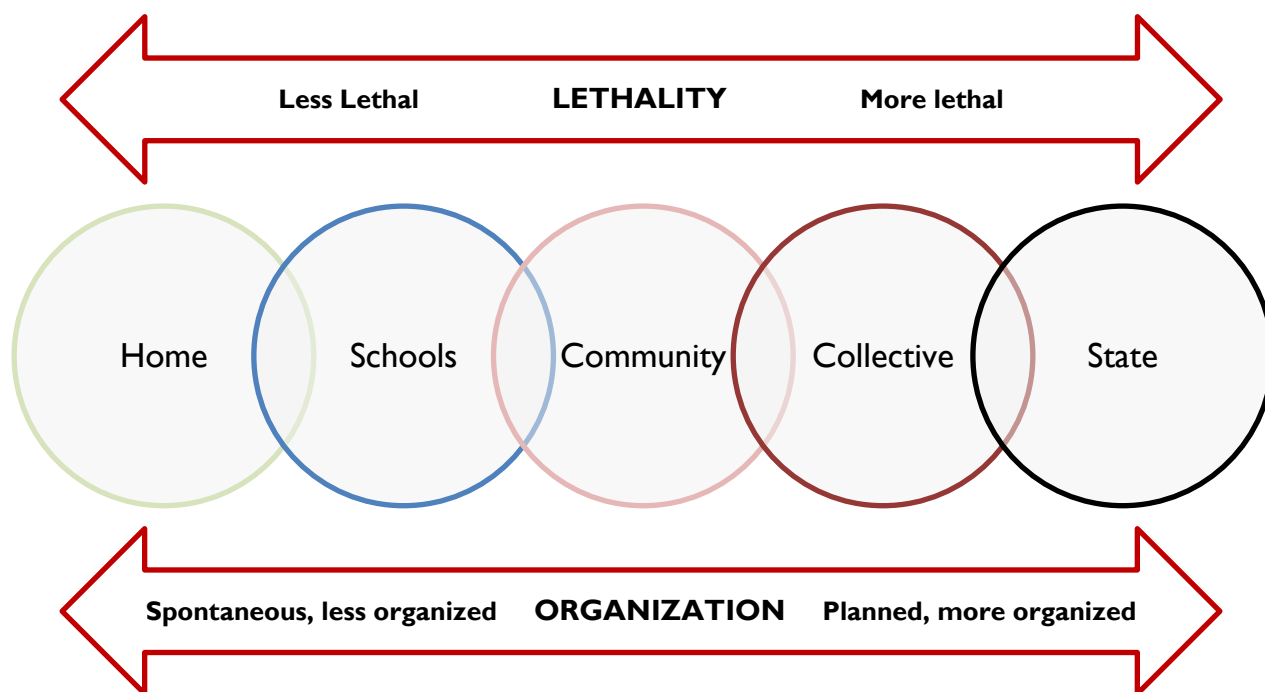 Less Lethal LETHALITY More lethal
Home Schools Community Collective State
Spontaneous, less organized ORGANIZATION Planned, more organized